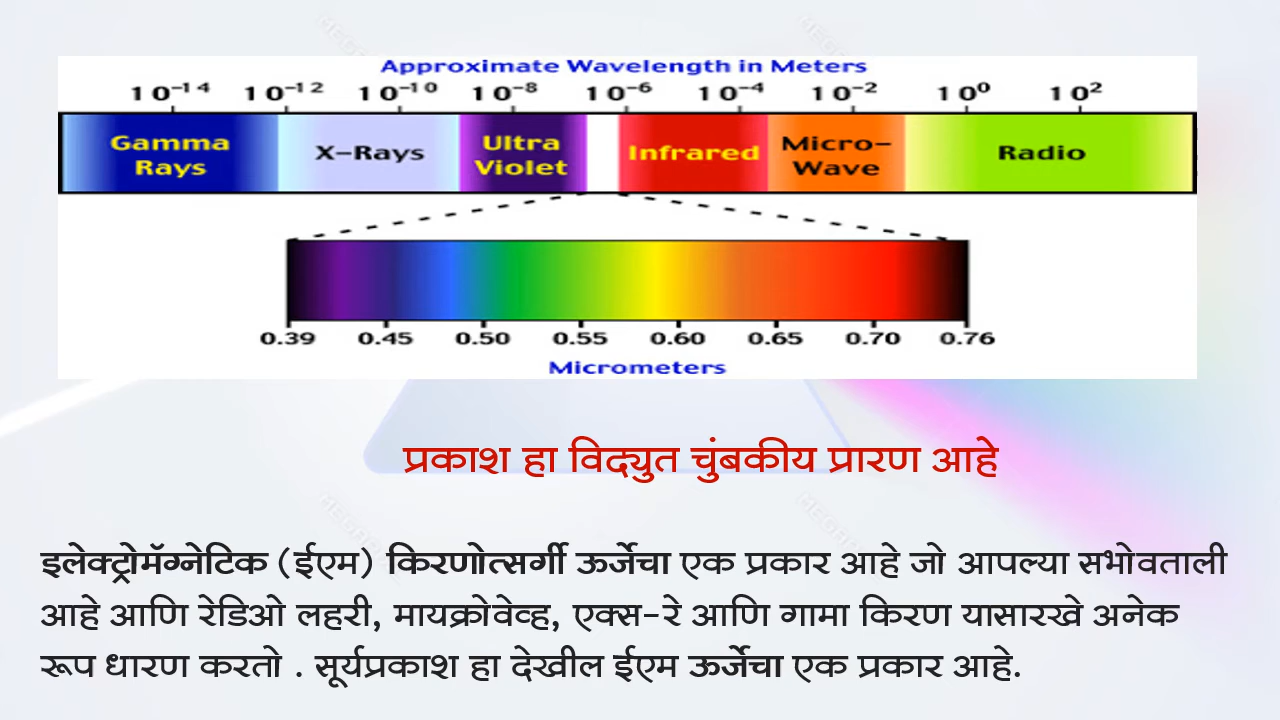 Approximate Wavelength in Meters
10⁻¹⁴ 10⁻¹² 10⁻¹⁰ 10⁻⁸ 10⁻⁶ 10⁻⁴ 10⁻² 10⁰ 10²
Gamma Rays X-Rays Ultra Violet Infrared Micro-Wave Radio
0.39 0.45 0.50 0.55 0.60 0.65 0.70 0.76
Micrometers
प्रकाश हा विद्युत चुंबकीय प्रारण आहे
इलेक्ट्रोमॅग्नेटिक (ईएम) किरणोत्सर्गी ऊर्जेचा एक प्रकार आहे जो आपल्या सभोवताली
आहे आणि रेडिओ लहरी, मायक्रोवेव्ह, एक्स-रे आणि गामा किरण यासारखे अनेक
रूप धारण करतो . सूर्यप्रकाश हा देखील ईएम ऊर्जेचा एक प्रकार आहे.